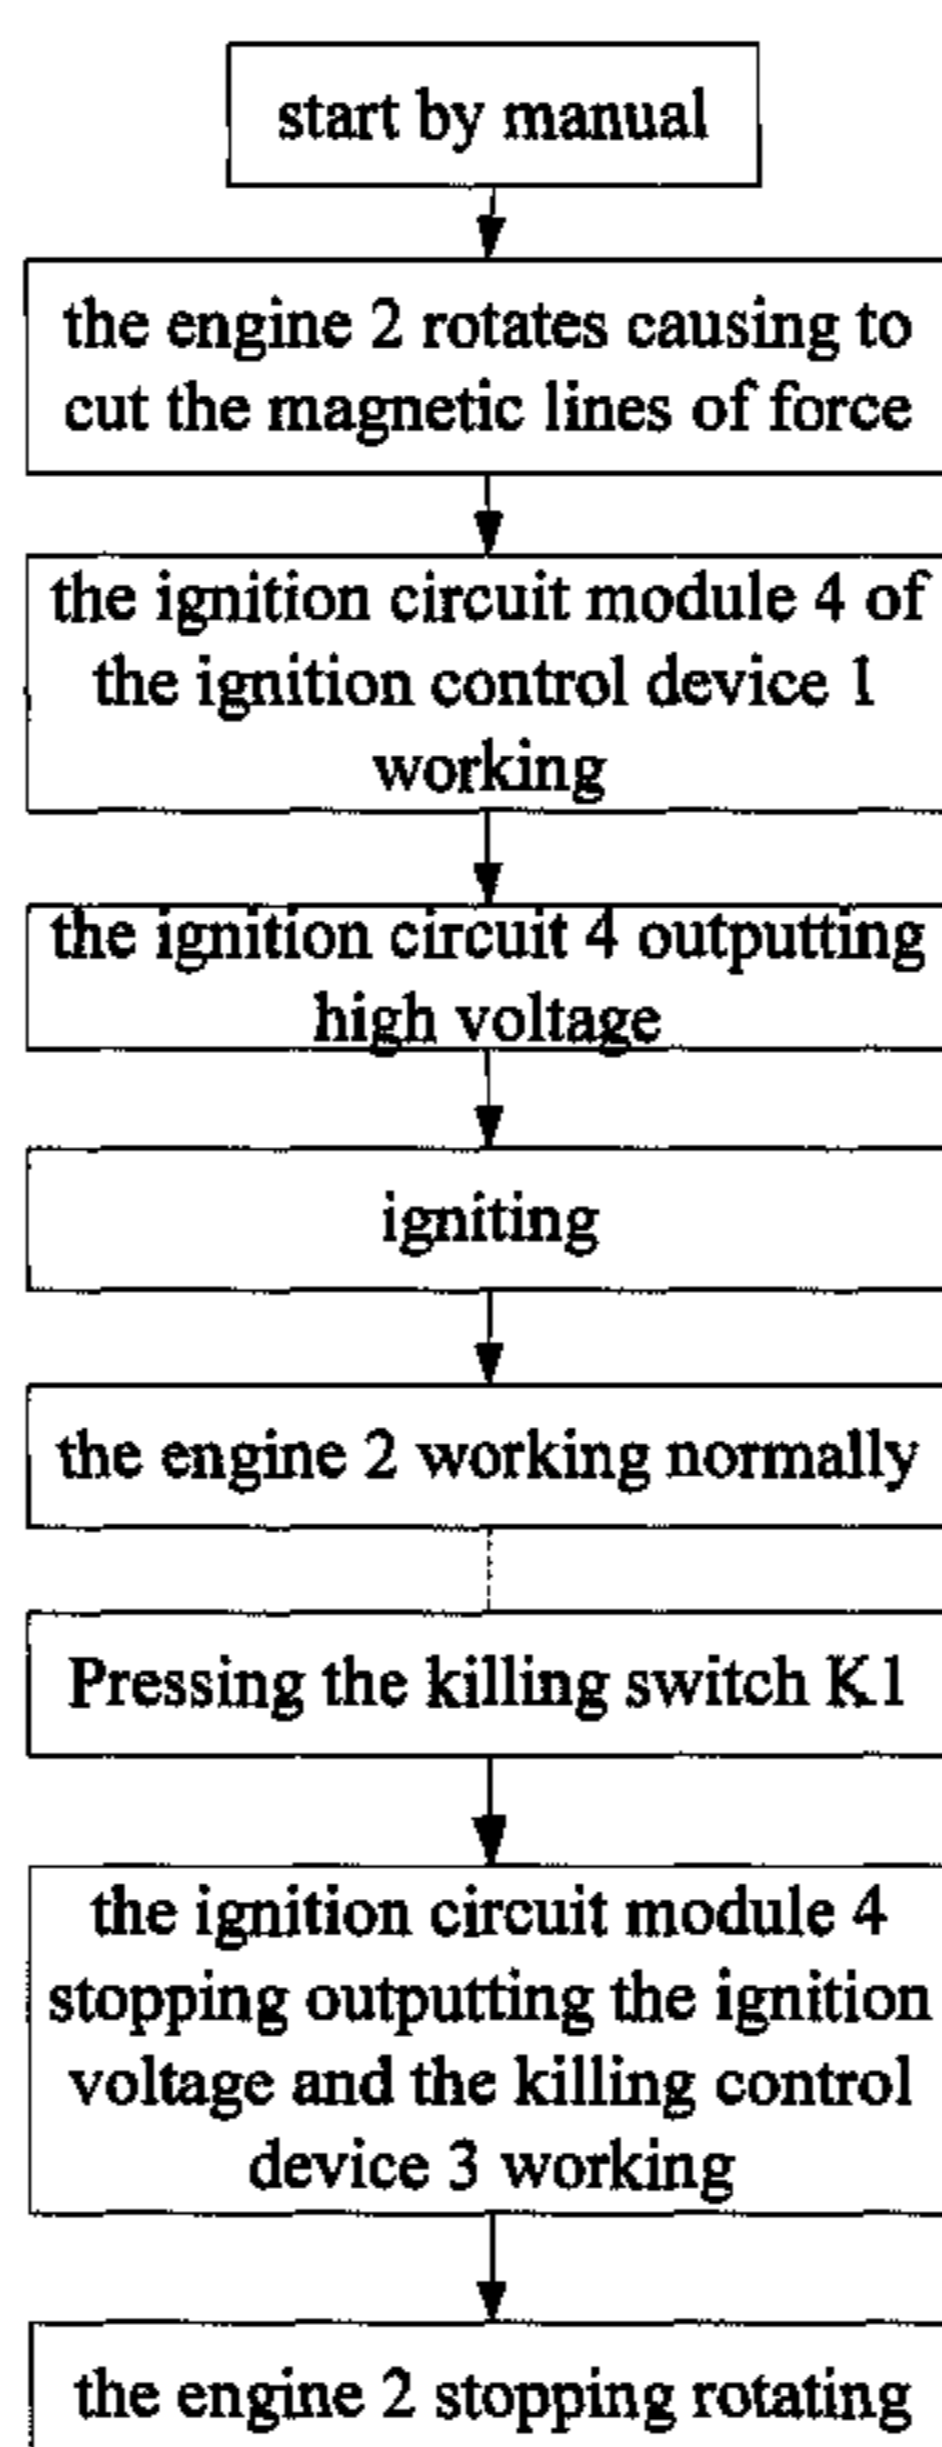 start by manual
the engine 2 rotates causing to
cut the magnetic lines of force
the ignition circuit module 4 of
the ignition control device 1
working
the ignition circuit 4 outputting
high voltage
igniting
the engine 2 working normally
Pressing the killing switch K1
the ignition circuit module 4
stopping outputting the ignition
voltage and the killing control
device 3 working
the engine 2 stopping rotating